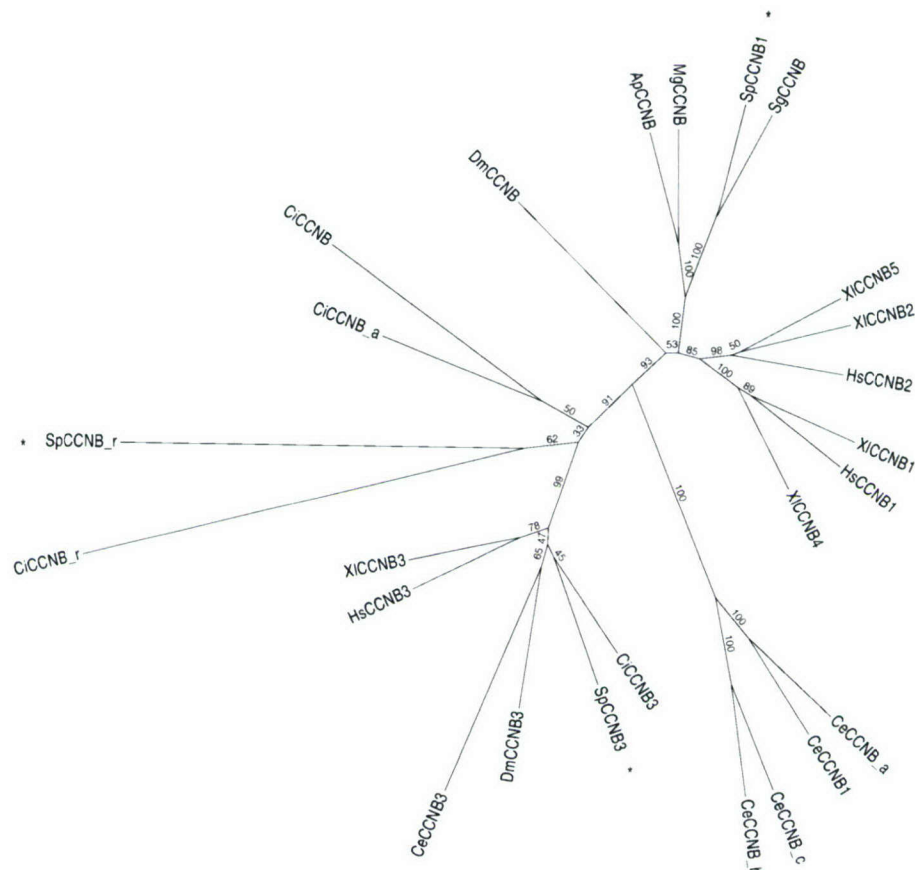 *
SpCCNB1
MgCCNB
ApCCNB
SgCCNB
DmCCNB
CiCCNB
XlCCNB5
CiCCNB_a
XlCCNB2
HsCCNB2
100
100
100
53
85
98
50
93
100
89
91
50
33
62
* SpCCNB_r
XlCCNB1
HsCCNB1
XlCCNB4
99
100
CiCCNB_r
78
47
XlCCNB3
65
45
HsCCNB3
100
100
CiCCNB3
SpCCNB3
DmCCNB3
CeCCNB_a
CeCCNB1
*
CeCCNB3
CeCCNB_c